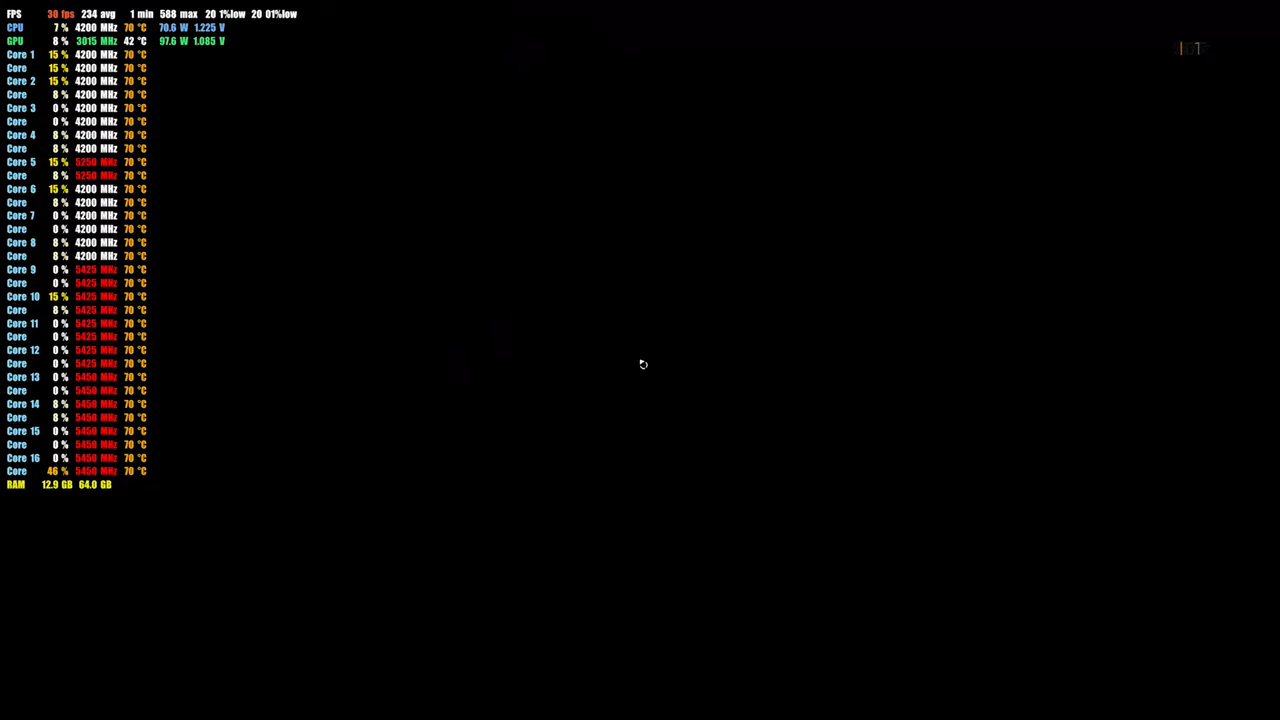 FPS 30 fps 234 avg 1 min 588 max 20 1%low 20 01%low
CPU 7 % 4200 MHz 70 °C 70.6 W 1.225 V
GPU 8 % 3015 MHz 42 °C 97.6 W 1.085 V
Core 1 15 % 4200 MHz 70 °C
Core 15 % 4200 MHz 70 °C
Core 2 15 % 4200 MHz 70 °C
Core 8 % 4200 MHz 70 °C
Core 3 0 % 4200 MHz 70 °C
Core 0 % 4200 MHz 70 °C
Core 4 8 % 4200 MHz 70 °C
Core 8 % 4200 MHz 70 °C
Core 5 15 % 5250 MHz 70 °C
Core 8 % 5250 MHz 70 °C
Core 6 15 % 4200 MHz 70 °C
Core 8 % 4200 MHz 70 °C
Core 7 0 % 4200 MHz 70 °C
Core 0 % 4200 MHz 70 °C
Core 8 8 % 4200 MHz 70 °C
Core 8 % 4200 MHz 70 °C
Core 9 0 % 5425 MHz 70 °C
Core 0 % 5425 MHz 70 °C
Core 10 15 % 5425 MHz 70 °C
Core 8 % 5425 MHz 70 °C
Core 11 0 % 5425 MHz 70 °C
Core 0 % 5425 MHz 70 °C
Core 12 0 % 5425 MHz 70 °C
Core 0 % 5425 MHz 70 °C
Core 13 0 % 5450 MHz 70 °C
Core 0 % 5450 MHz 70 °C
Core 14 8 % 5450 MHz 70 °C
Core 8 % 5450 MHz 70 °C
Core 15 0 % 5450 MHz 70 °C
Core 0 % 5450 MHz 70 °C
Core 16 0 % 5450 MHz 70 °C
Core 46 % 5450 MHz 70 °C
RAM 12.9 GB 64.0 GB